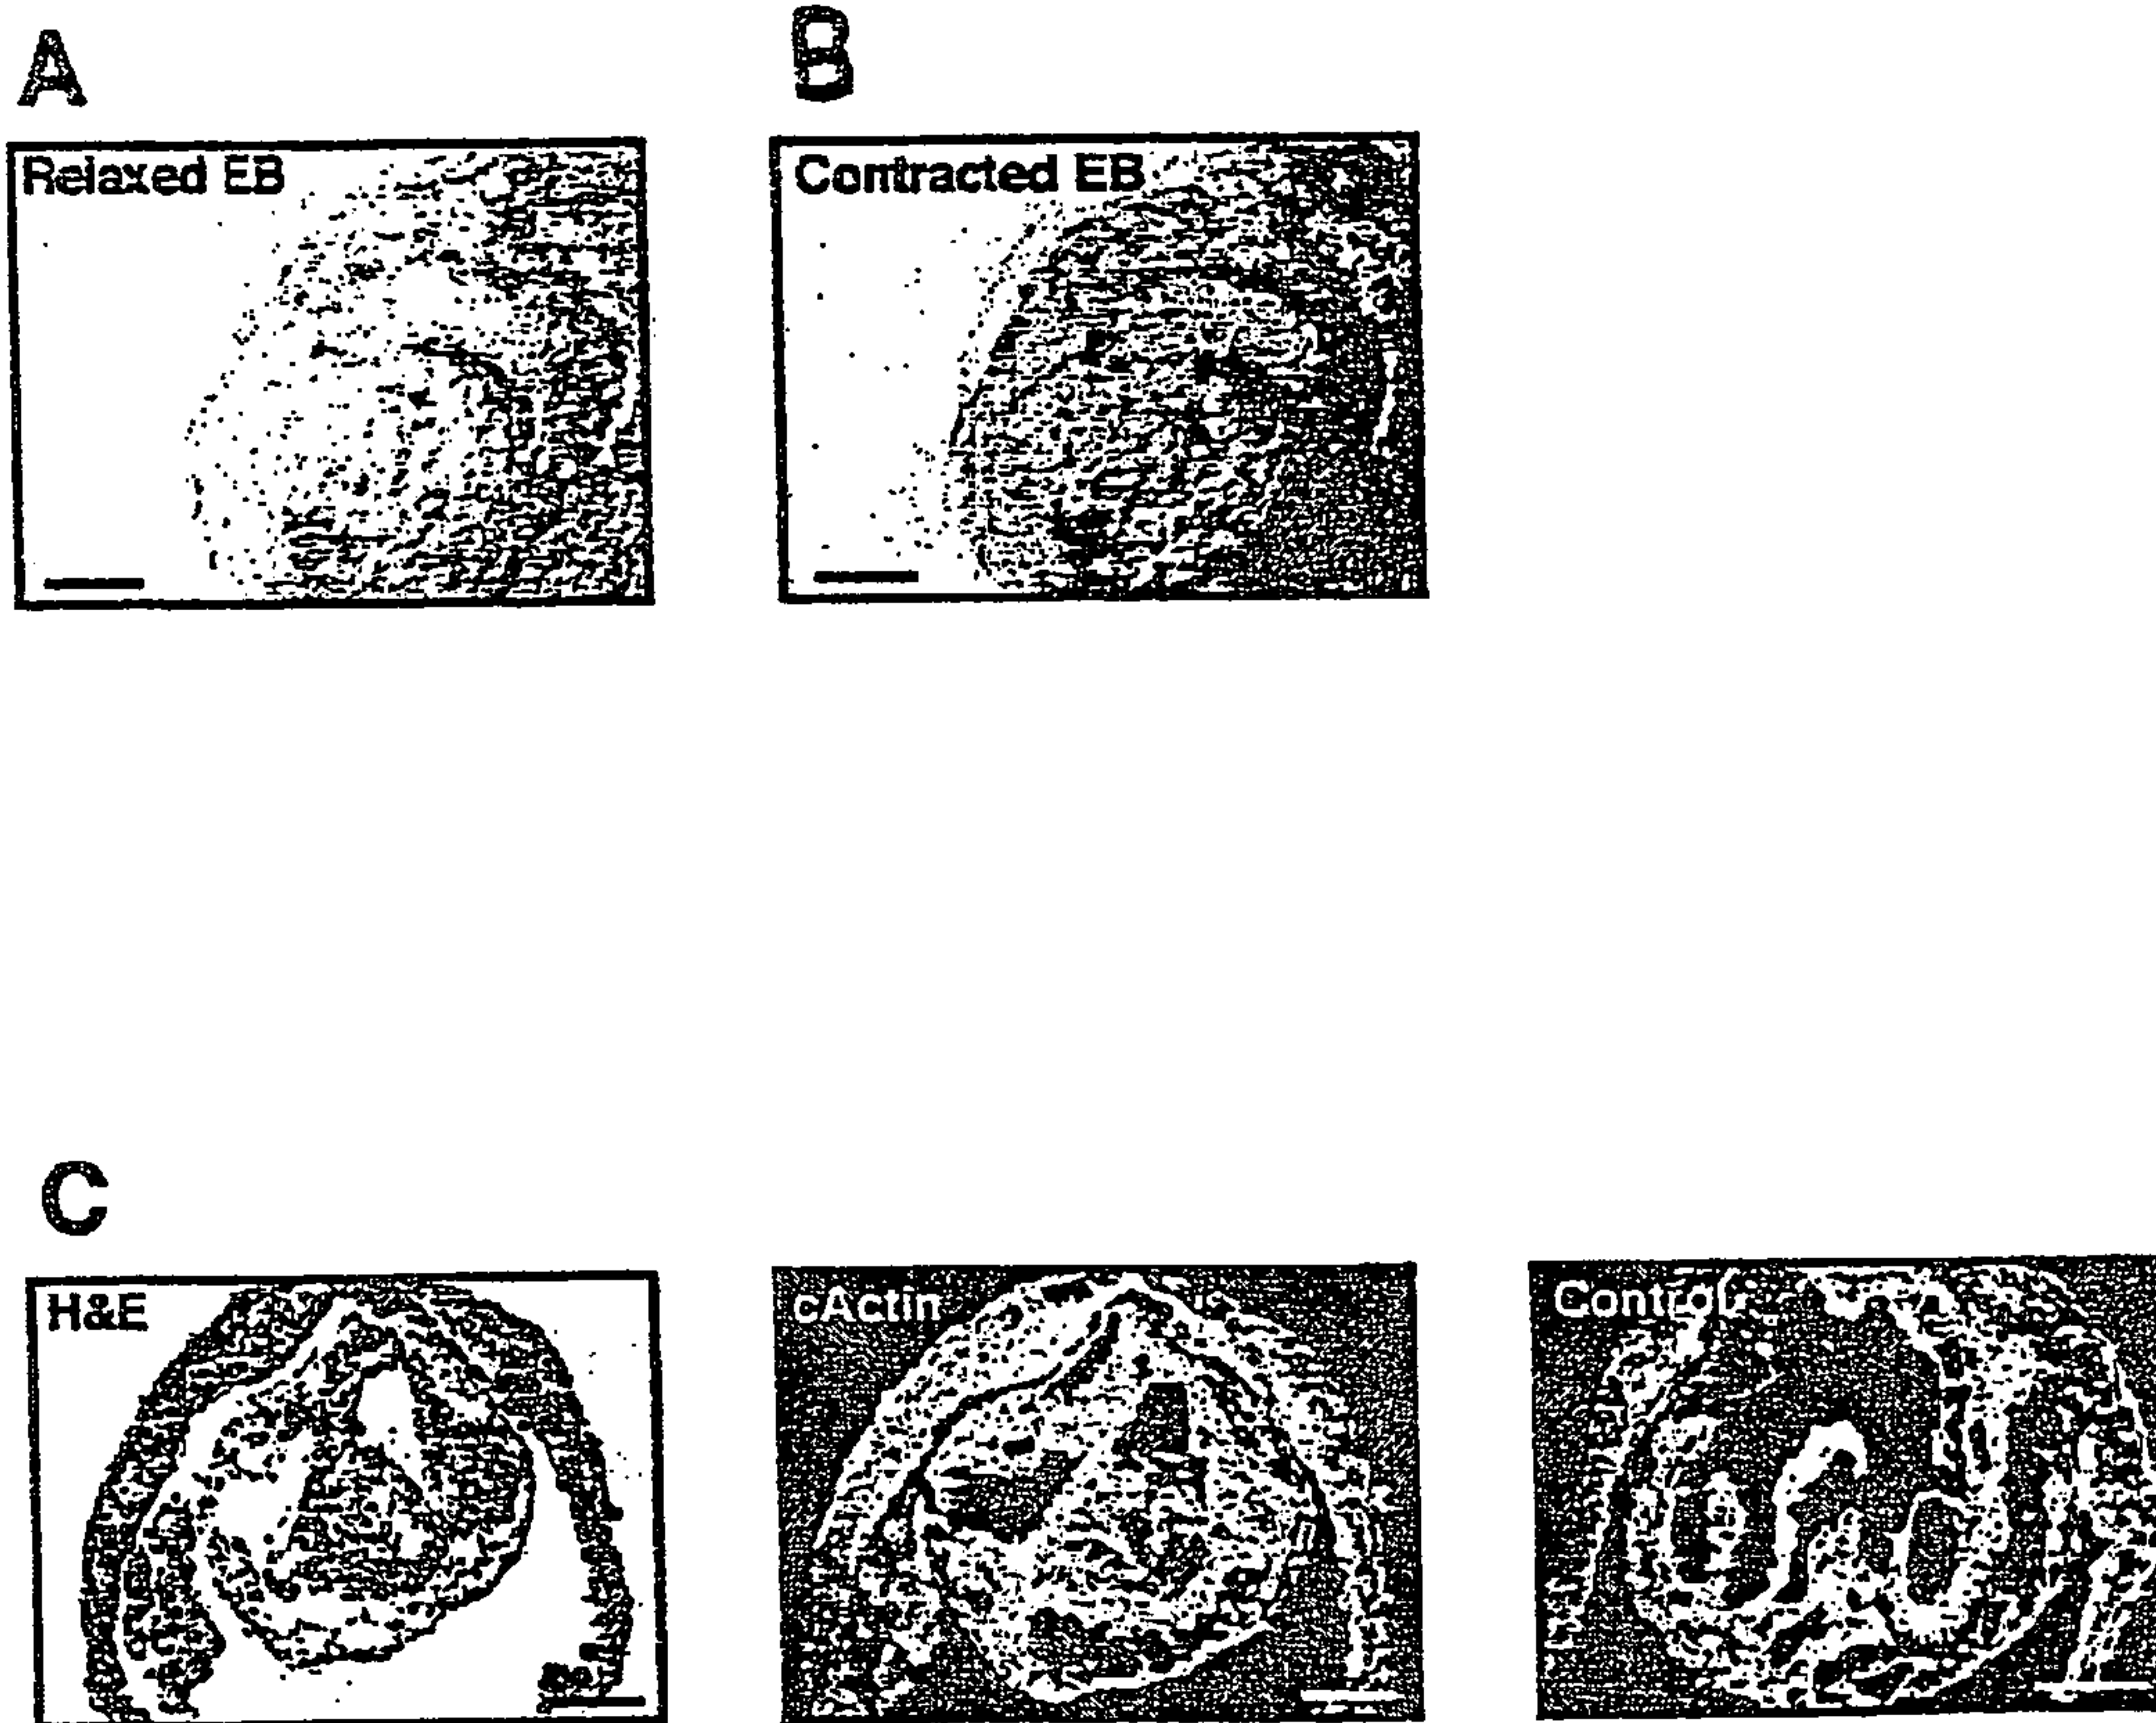 A
B
Relaxed EB
Contracted EB
C
H&E
cActin
Control